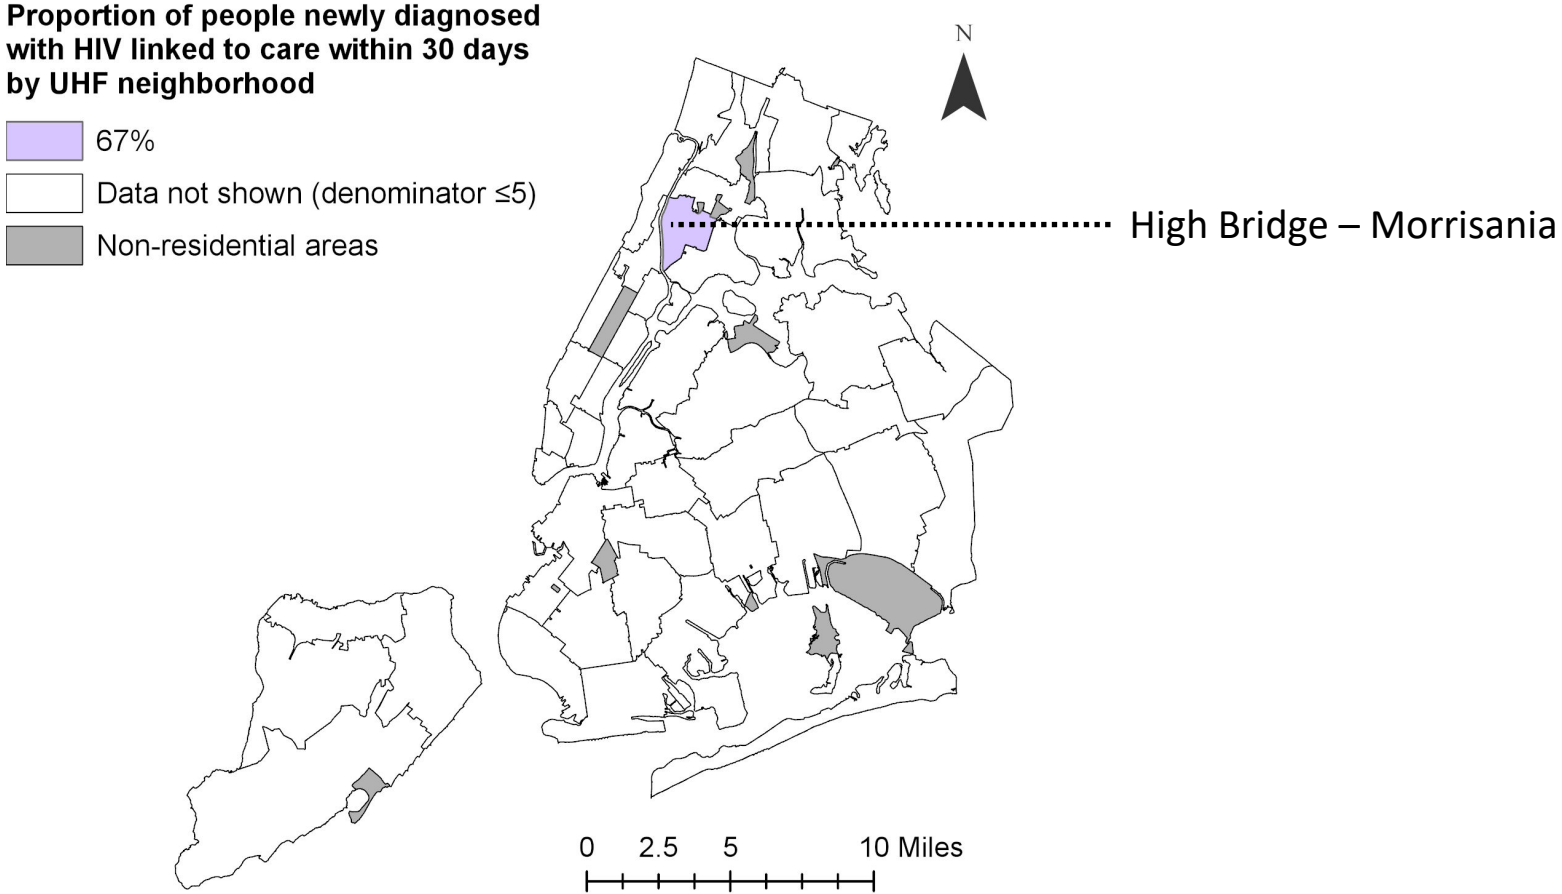 Proportion of people newly diagnosed
with HIV linked to care within 30 days
by UHF neighborhood
67%
Data not shown (denominator ≤5)
Non-residential areas
N
High Bridge – Morrisania
0 2.5 5 10 Miles